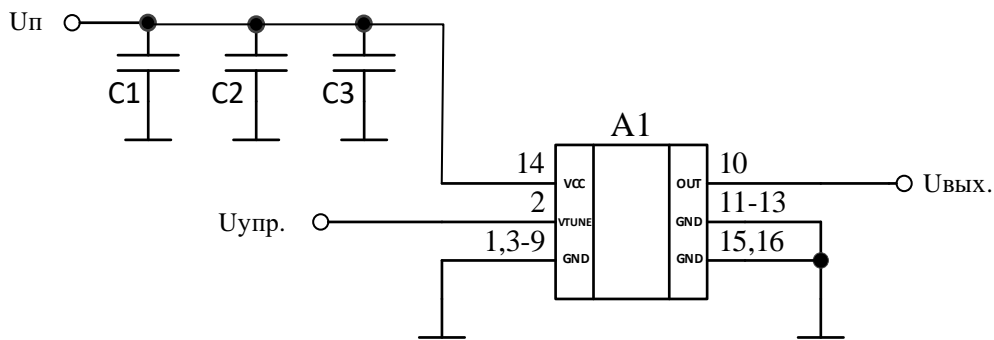 Uп
C1 C2 C3
A1
14 VCC OUT 10
Uвых.
2 VTUNE GND 11-13
Uупр.
1,3-9 GND GND 15,16